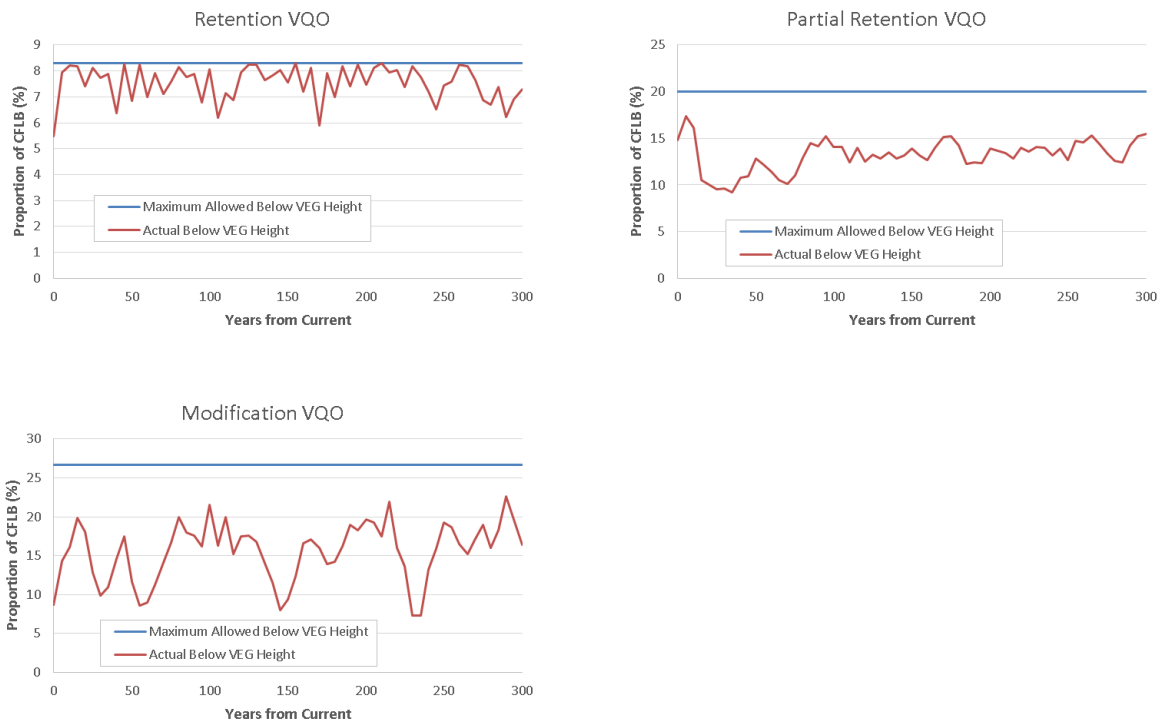 Retention VQO
9
8
7
6
5
4
3
2
1
0
Proportion of CFLB (%)
Maximum Allowed Below VEG Height
Actual Below VEG Height
0 50 100 150 200 250 300
Years from Current
Partial Retention VQO
25
20
15
10
5
0
Proportion of CFLB (%)
Maximum Allowed Below VEG Height
Actual Below VEG Height
0 50 100 150 200 250 300
Years from Current
Modification VQO
30
25
20
15
10
5
0
Proportion of CFLB (%)
Maximum Allowed Below VEG Height
Actual Below VEG Height
0 50 100 150 200 250 300
Years from Current